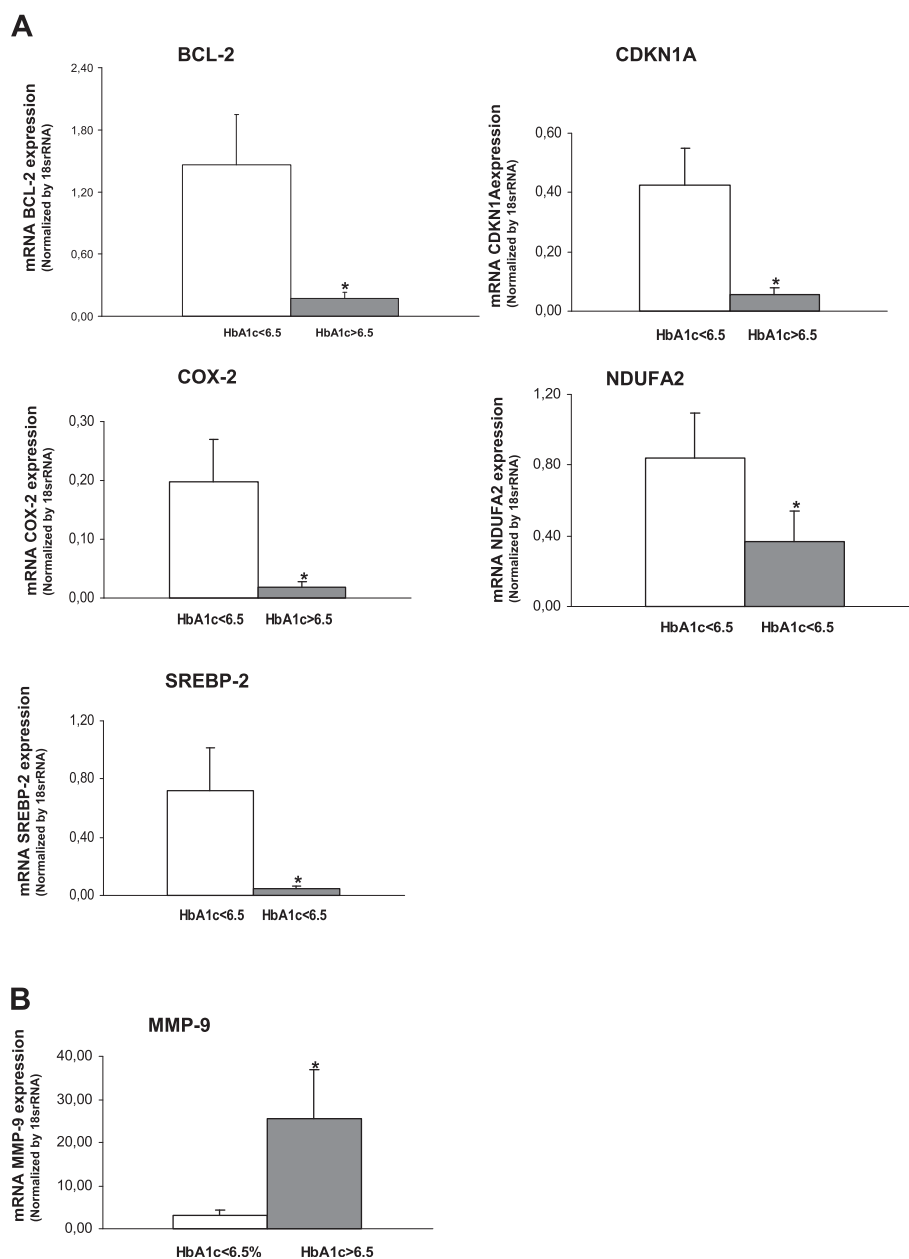 A
BCL-2
mRNA BCL-2 expression
(Normalized by 18srRNA)
2,40
1,80
1,20
0,60
0,00
*
HbA1c<6.5 HbA1c>6.5
CDKN1A
mRNA CDKN1Aexpression
(Normalized by 18srRNA)
0,60
0,40
0,20
0,00
*
HbA1c<6.5 HbA1c>6.5
COX-2
mRNA COX-2 expression
(Normalized by 18srRNA)
0,30
0,20
0,10
0,00
*
HbA1c<6.5 HbA1c>6.5
NDUFA2
mRNA NDUFA2 expression
(Normalized by 18srRNA)
1,20
0,80
0,40
0,00
*
HbA1c<6.5 HbA1c<6.5
SREBP-2
mRNA SREBP-2 expression
(Normalized by 18srRNA)
1,20
0,80
0,40
0,00
*
HbA1c<6.5 HbA1c<6.5
B
MMP-9
mRNA MMP-9 expression
(Normalized by 18srRNA)
40,00
30,00
20,00
10,00
0,00
*
HbA1c<6.5% HbA1c>6.5